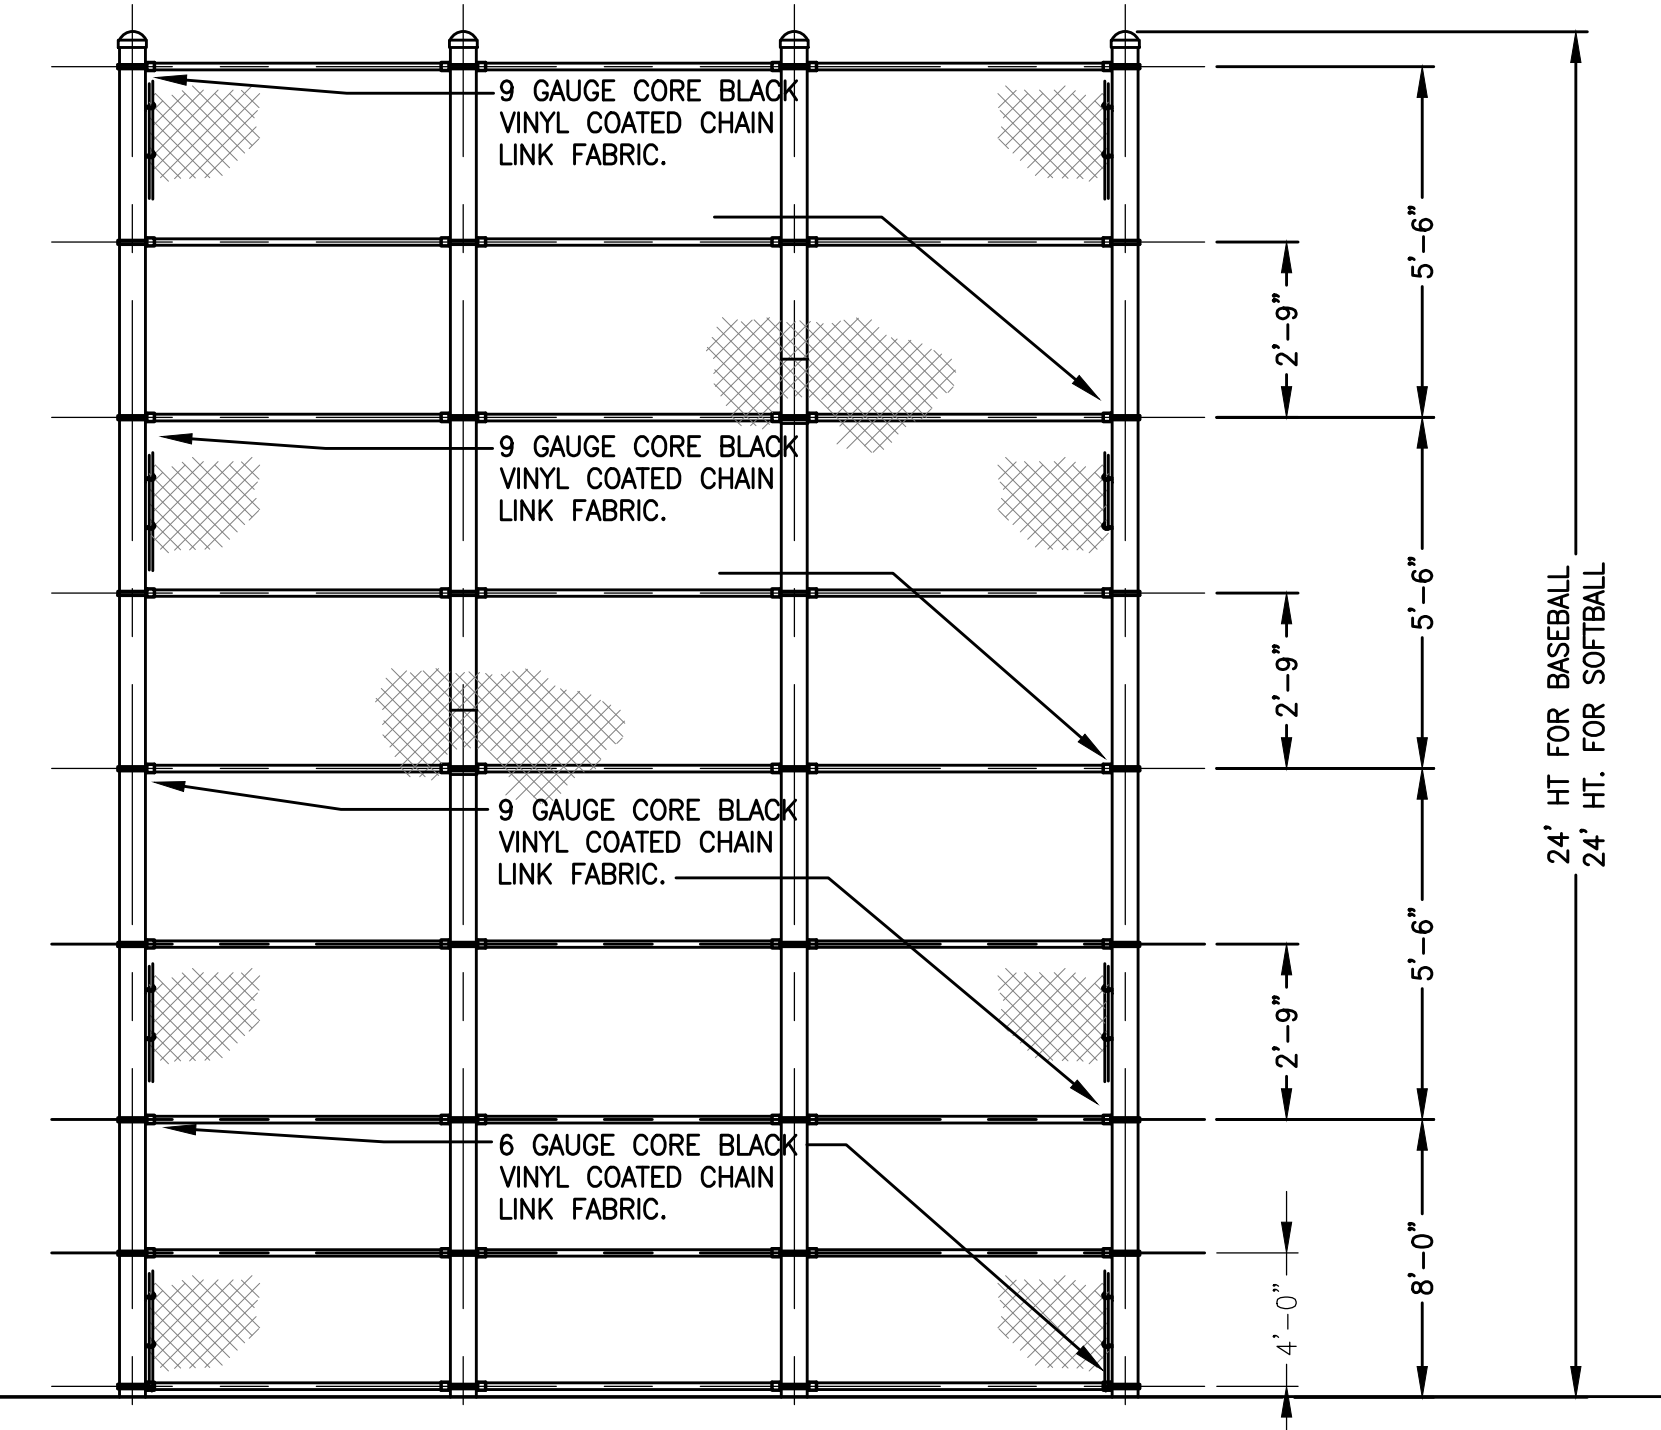 9 GAUGE CORE BLACK
VINYL COATED CHAIN
LINK FABRIC.
5'-6"
2'-9"
9 GAUGE CORE BLACK
VINYL COATED CHAIN
LINK FABRIC.
5'-6"
2'-9"
24' HT FOR BASEBALL
24' HT. FOR SOFTBALL
9 GAUGE CORE BLACK
VINYL COATED CHAIN
LINK FABRIC.
5'-6"
2'-9"
6 GAUGE CORE BLACK
VINYL COATED CHAIN
LINK FABRIC.
8'-0"
4'-0"